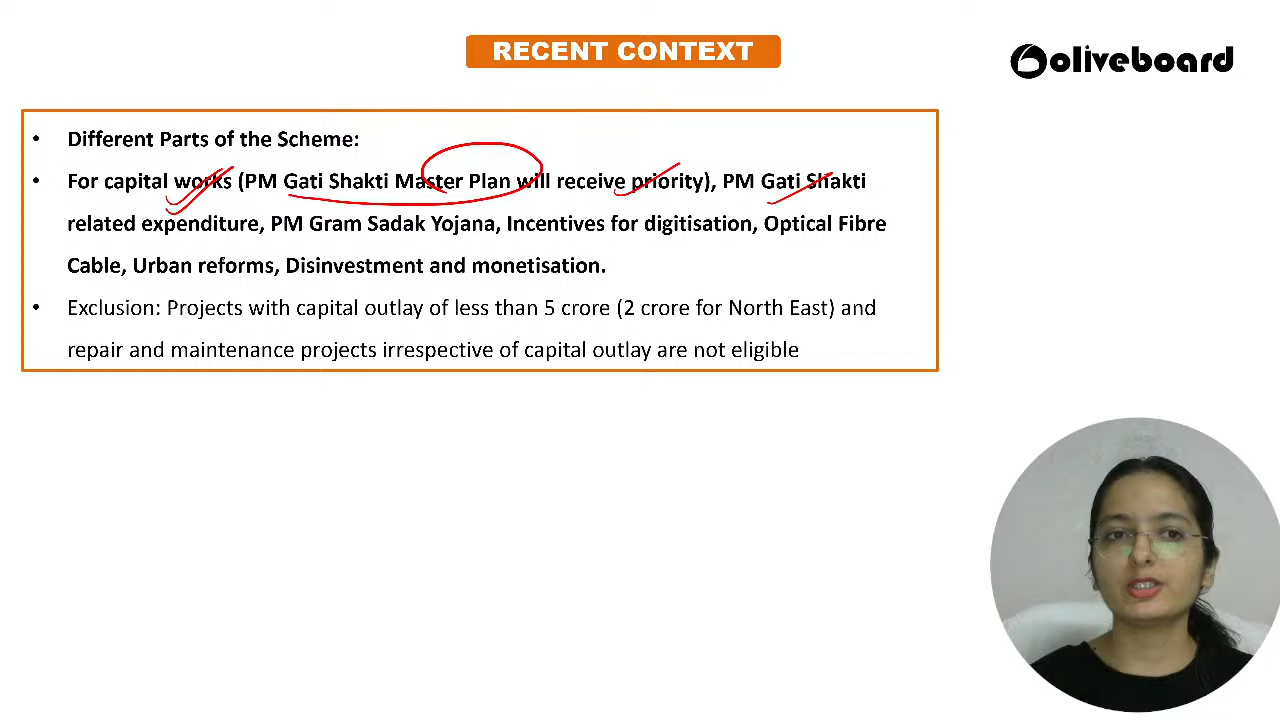 RECENT CONTEXT
oliveboard
• Different Parts of the Scheme:
• For capital works (PM Gati Shakti Master Plan will receive priority), PM Gati Shakti
related expenditure, PM Gram Sadak Yojana, Incentives for digitisation, Optical Fibre
Cable, Urban reforms, Disinvestment and monetisation.
• Exclusion: Projects with capital outlay of less than 5 crore (2 crore for North East) and
repair and maintenance projects irrespective of capital outlay are not eligible